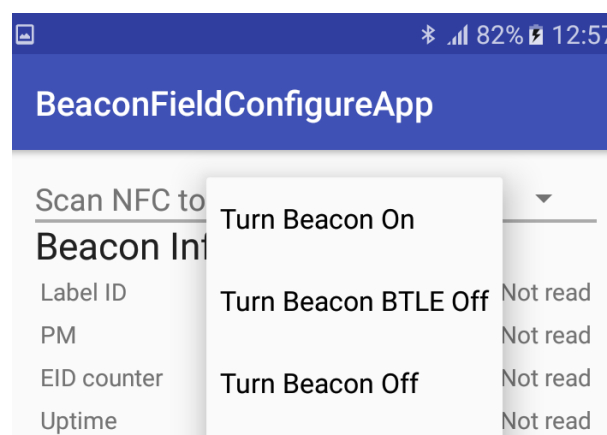 82% 12:57
BeaconFieldConfigureApp
Scan NFC to
Turn Beacon On
Beacon Inf
Label ID
Turn Beacon BTLE Off
Not read
PM
Not read
EID counter
Turn Beacon Off
Not read
Uptime
Not read